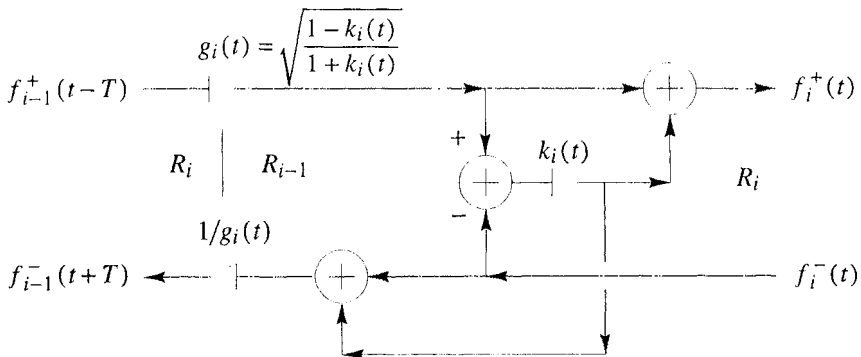 g_i(t) = √((1 − k_i(t))/(1 + k_i(t)))
f_{i−1}^+(t−T)
+
f_i^+(t)
+
k_i(t)
R_i
R_{i−1}
+
R_i
1/g_i(t)
−
f_{i−1}^−(t+T)
+
f_i^−(t)